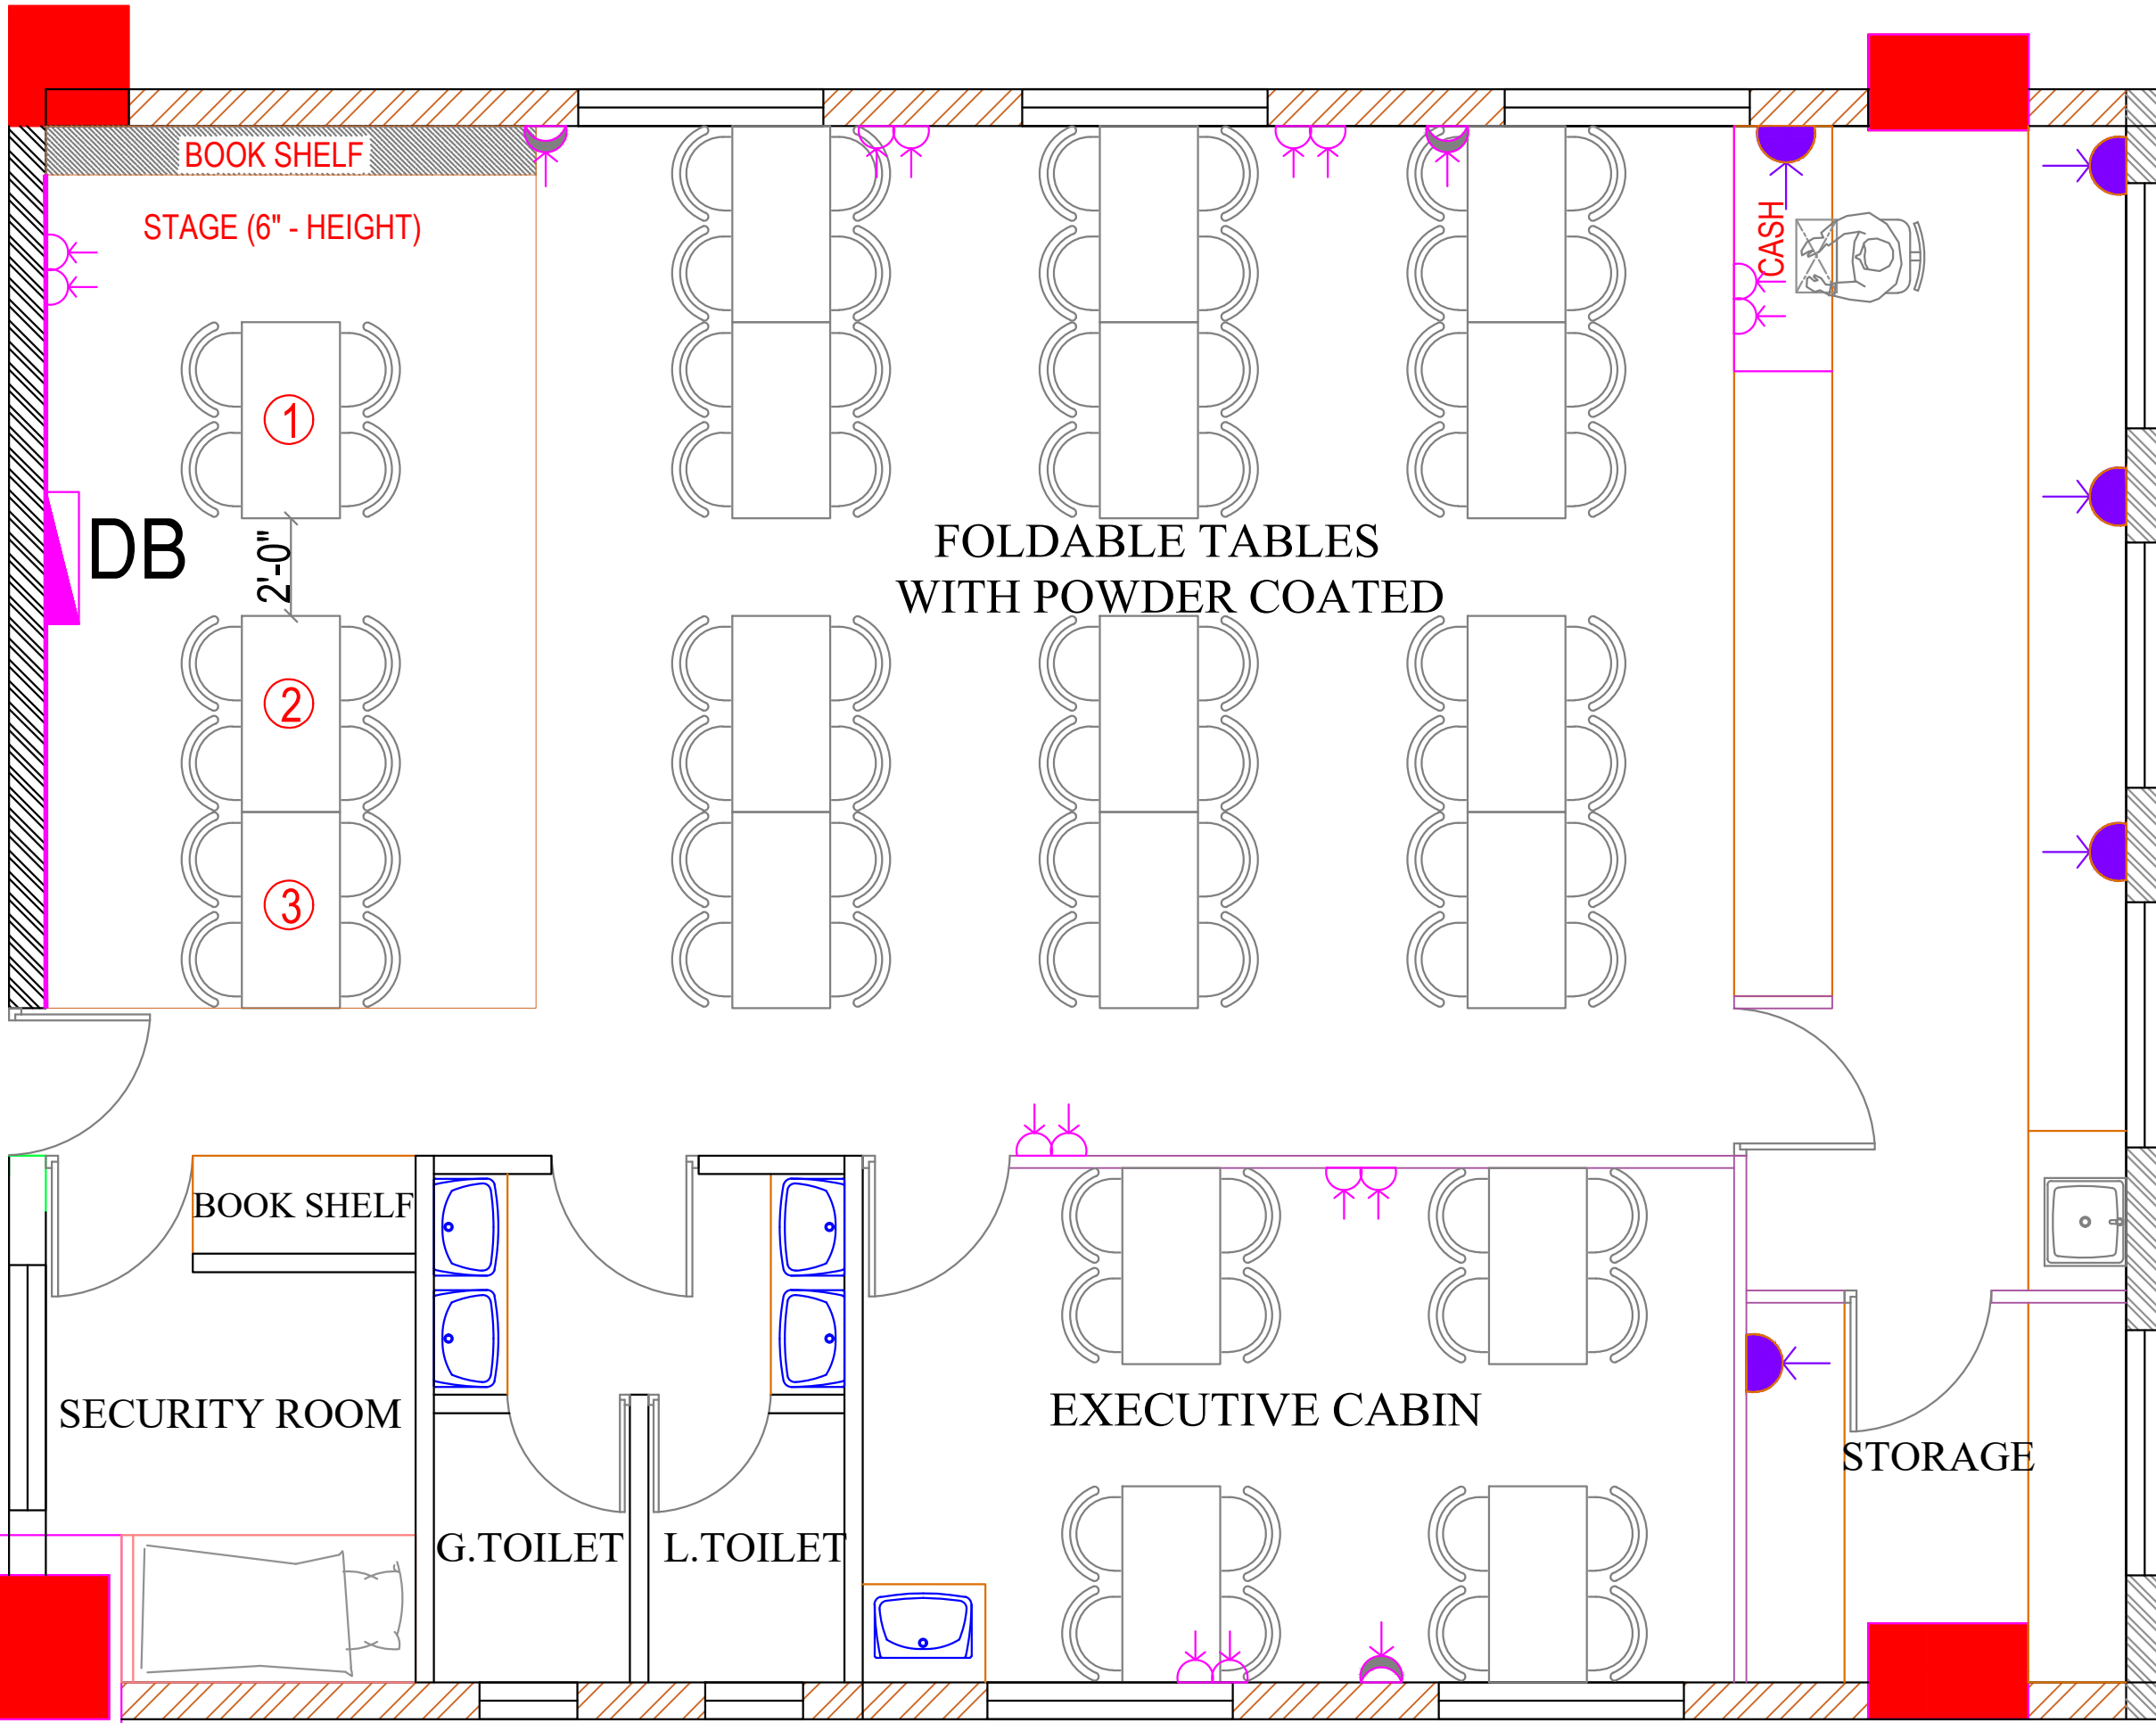 BOOK SHELF
STAGE (6" - HEIGHT)
CASH
1
DB
2'-0"
FOLDABLE TABLES
WITH POWDER COATED
2
3
BOOK SHELF
SECURITY ROOM
EXECUTIVE CABIN
STORAGE
G.TOILET
L.TOILET